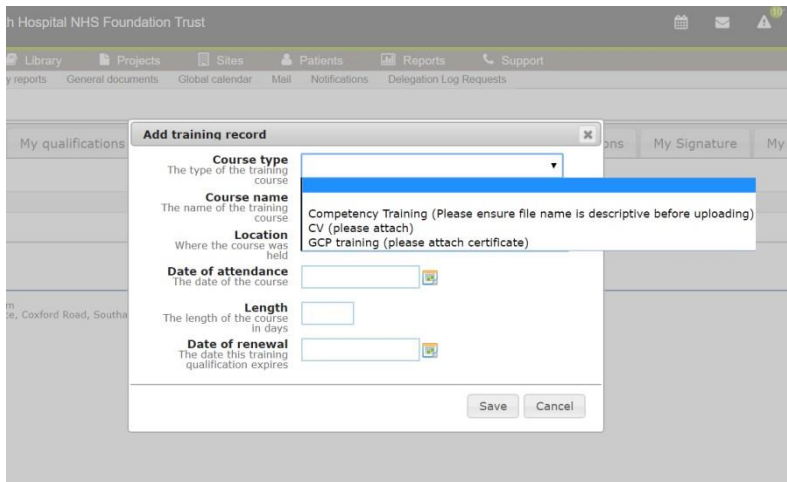 h Hospital NHS Foundation Trust
10
Library Projects Sites Patients Reports Support
y reports General documents Global calendar Mail Notifications Delegation Log Requests
My qualifications
ons My Signature My
Add training record
Course type
The type of the training
course
Course name
The name of the training
course
Competency Training (Please ensure file name is descriptive before uploading)
CV (please attach)
GCP training (please attach certificate)
Location
Where the course was
held
Date of attendance
The date of the course
Length
The length of the course
in days
Date of renewal
The date this training
qualification expires
m
ce, Coxford Road, Southa
Save Cancel